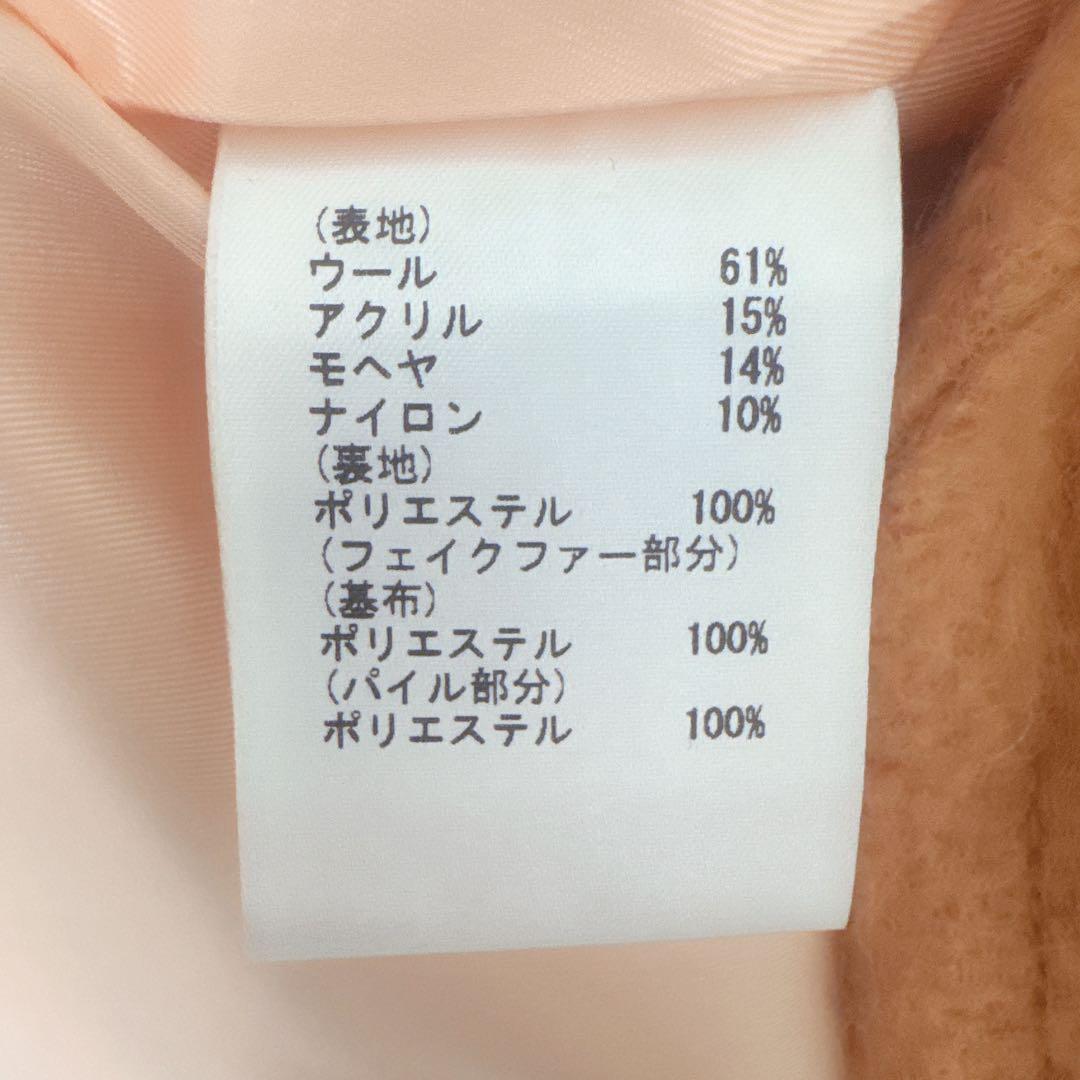 (表地)
ウール 61%
アクリル 15%
モヘヤ 14%
ナイロン 10%
(裏地)
ポリエステル 100%
(フェイクファー部分)
(基布)
ポリエステル 100%
(パイル部分)
ポリエステル 100%